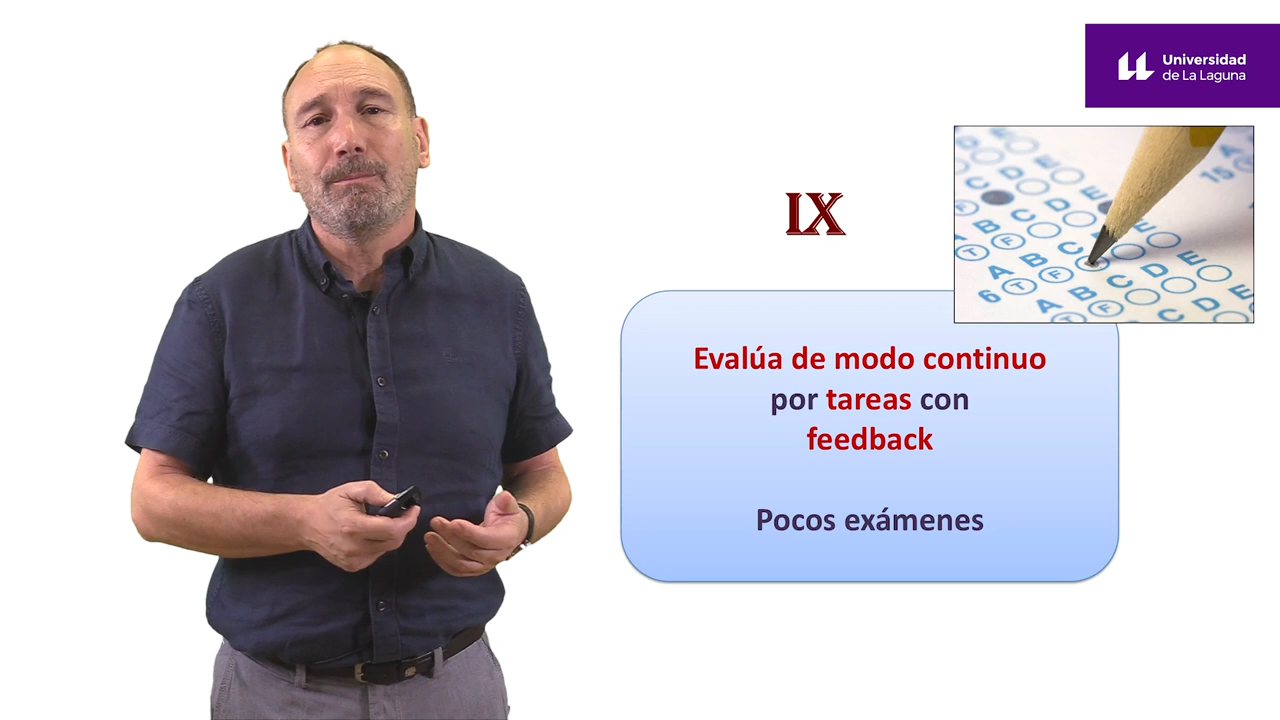 Universidad
de La Laguna
IX
Evalúa de modo continuo
por tareas con
feedback
Pocos exámenes